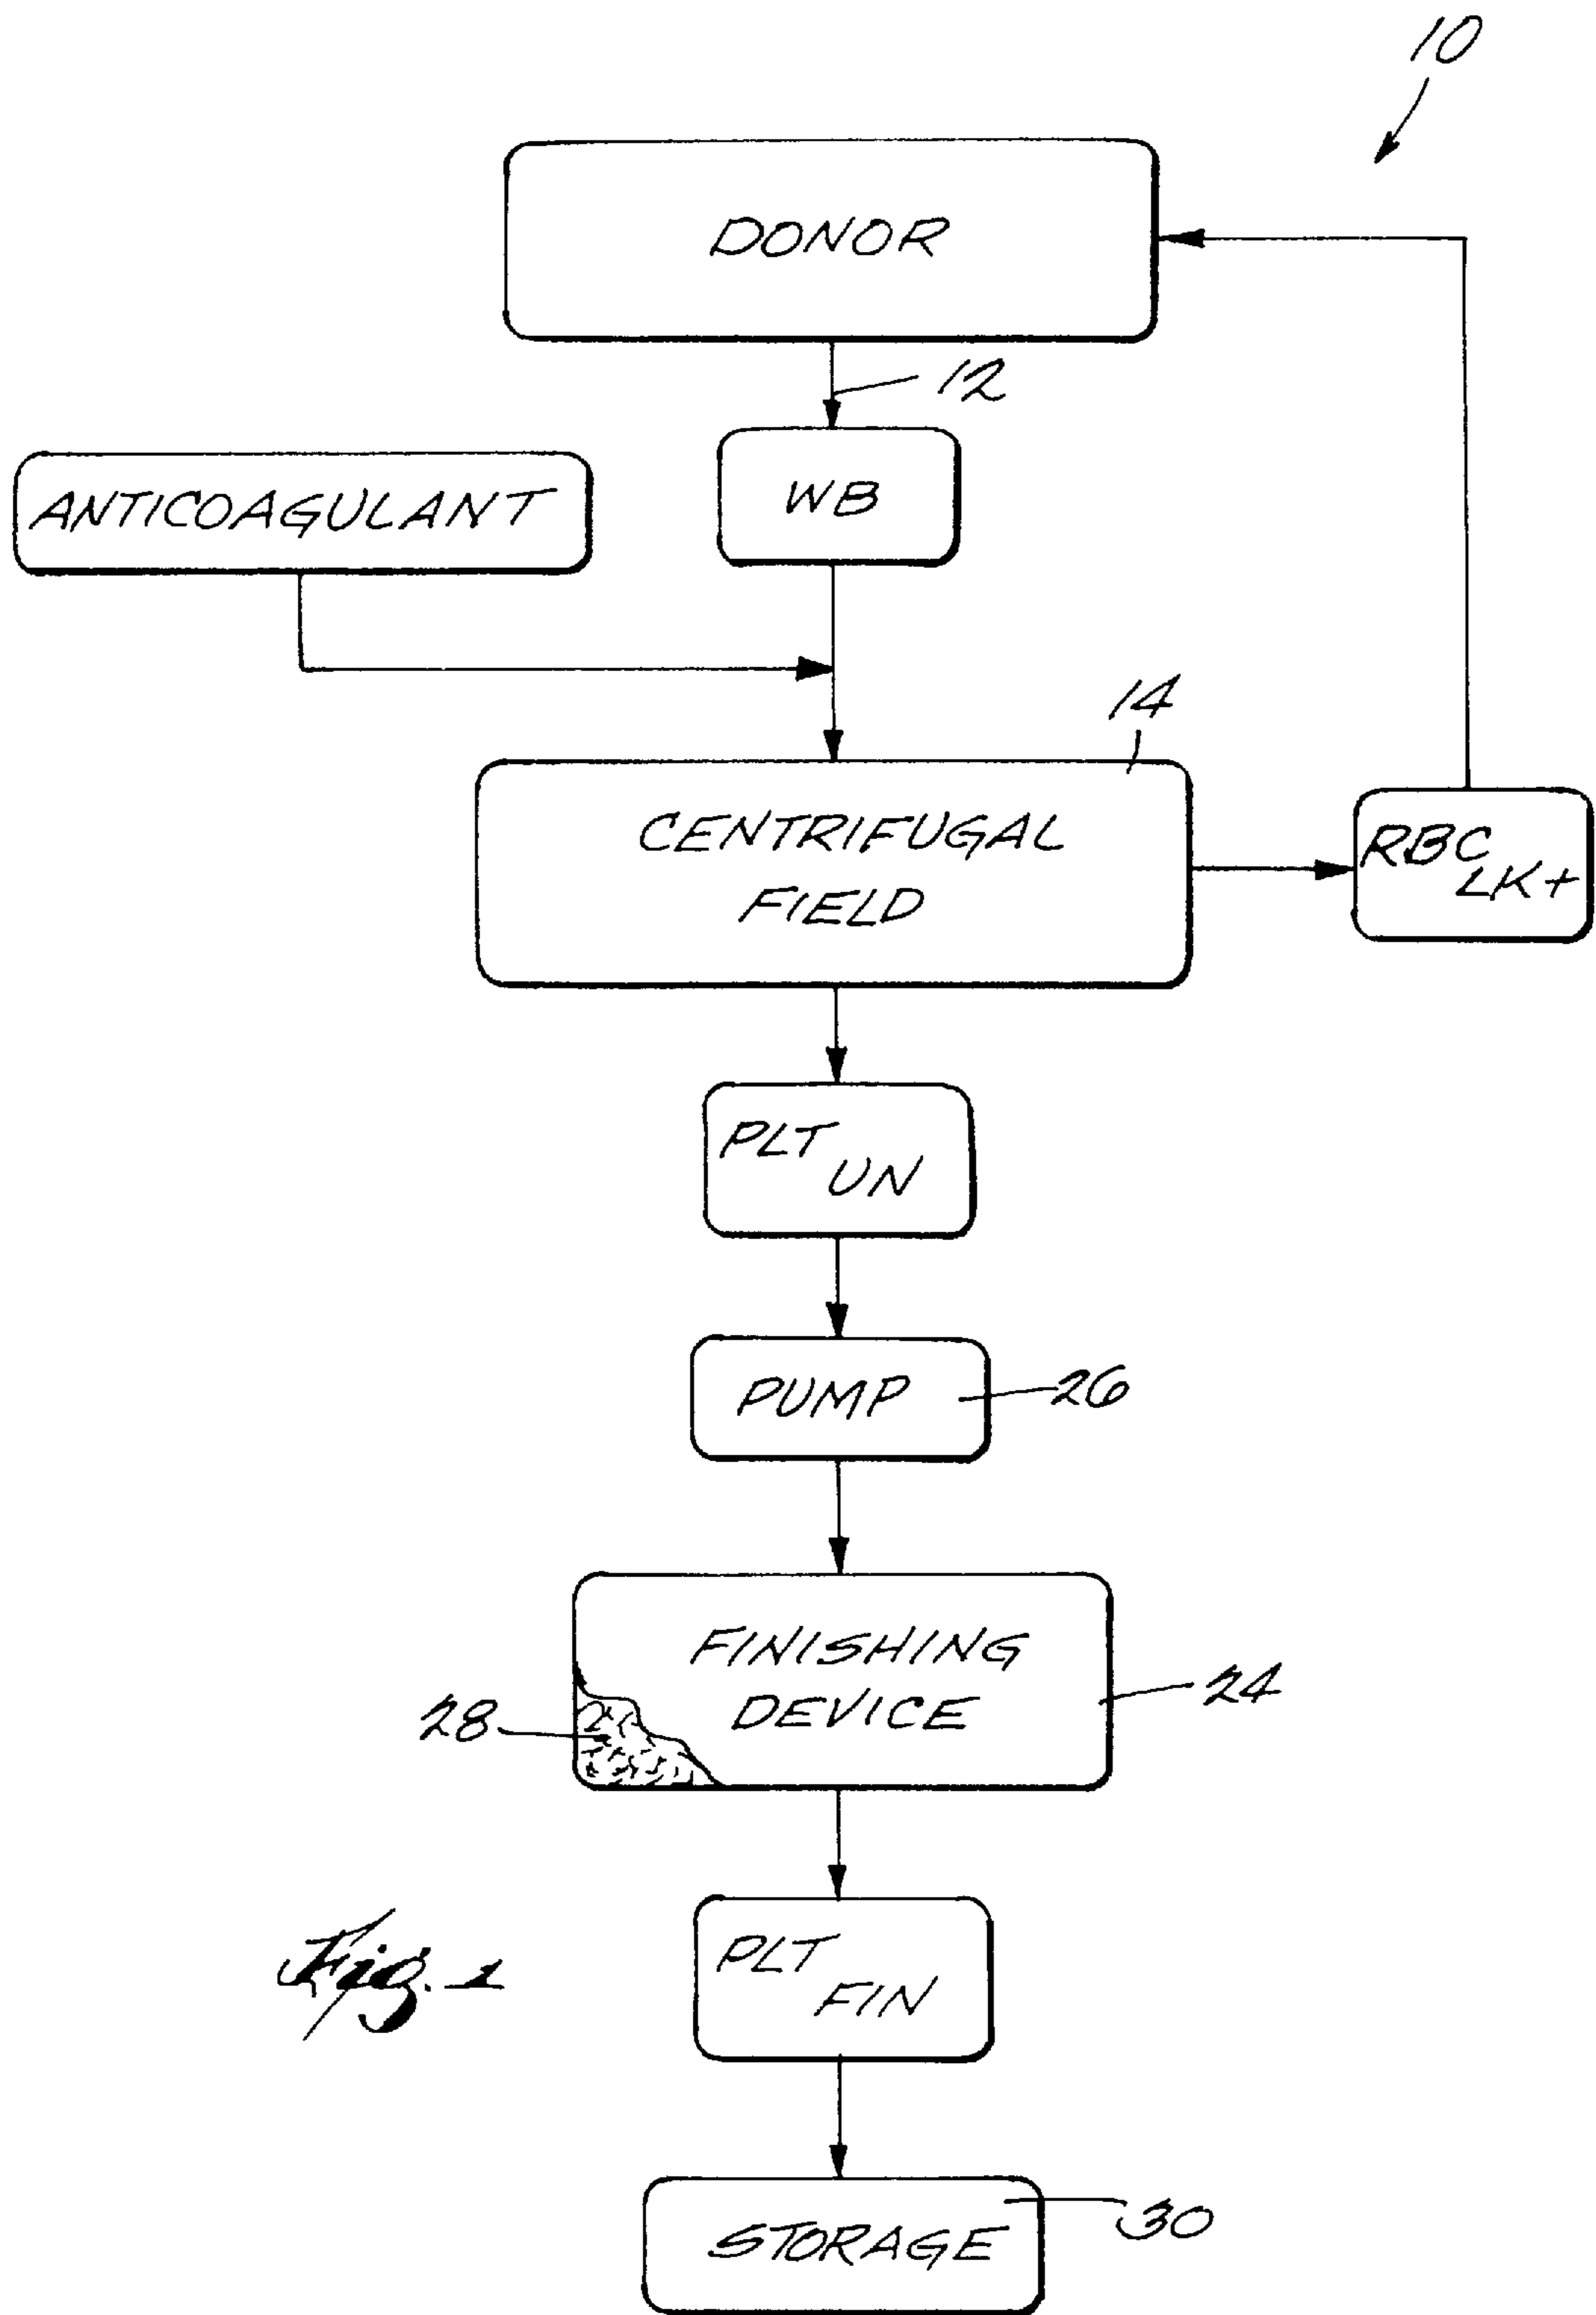 10
DONOR
12
ANTICOAGULANT
WB
14
CENTRIFUGAL
FIELD
RBC LK+
PLT UN
PUMP
26
FINISHING
DEVICE
24
28
PLT FIN
Fig. 1
STORAGE
30